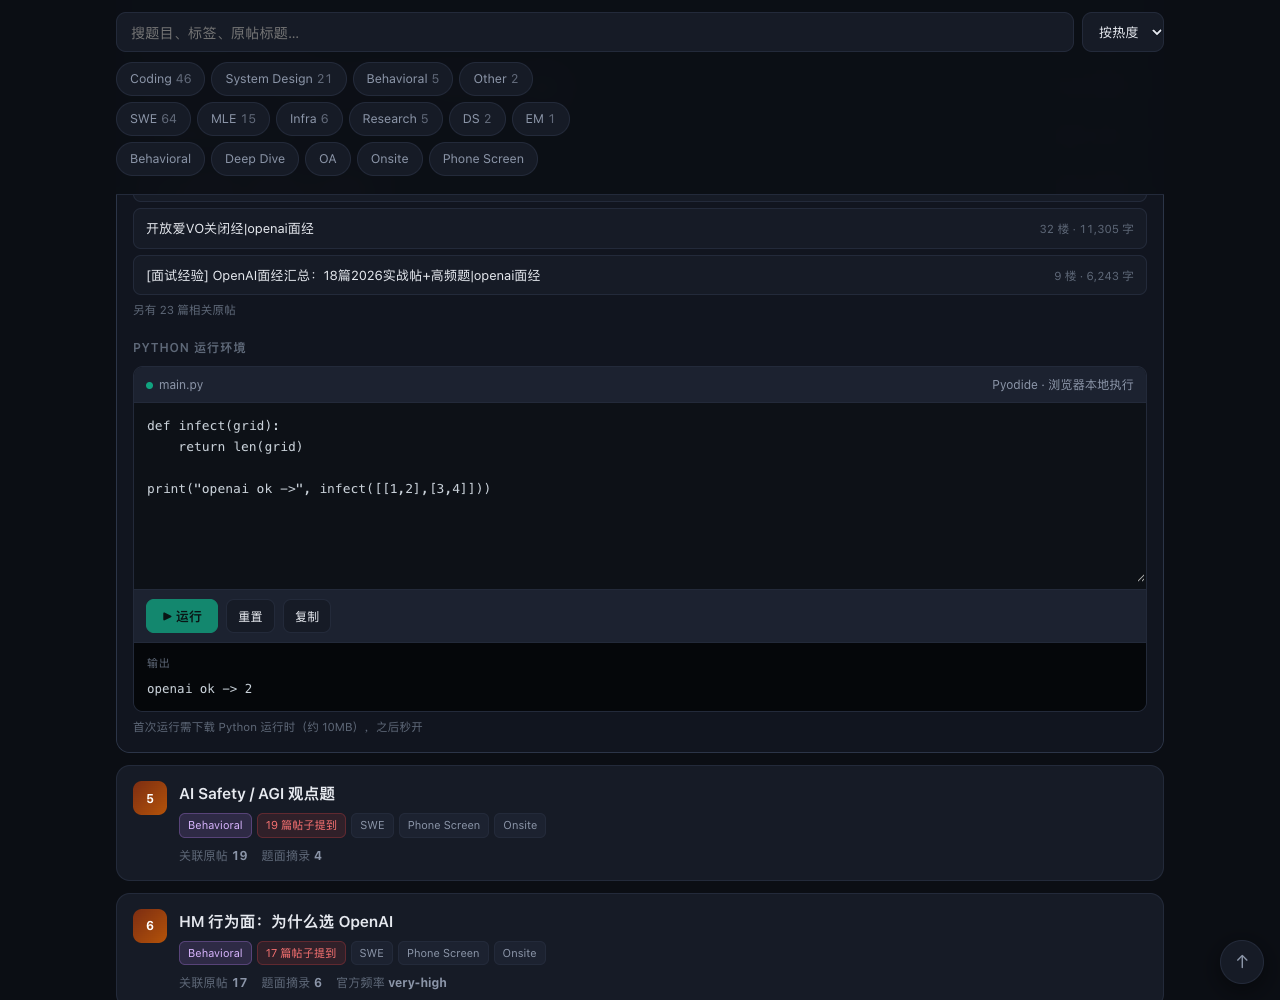 搜题目、标签、原帖标题...
按热度
Coding 46
System Design 21
Behavioral 5
Other 2
SWE 64
MLE 15
Infra 6
Research 5
DS 2
EM 1
Behavioral
Deep Dive
OA
Onsite
Phone Screen
开放爱VO关闭经|openai面经
32 楼 · 11,305 字
[面试经验] OpenAI面经汇总：18篇2026实战帖+高频题|openai面经
9 楼 · 6,243 字
另有 23 篇相关原帖
PYTHON 运行环境
main.py
Pyodide · 浏览器本地执行
def infect(grid):
    return len(grid)
print("openai ok ->", infect([[1,2],[3,4]]))
运行
重置
复制
输出
openai ok -> 2
首次运行需下载 Python 运行时（约 10MB），之后秒开
5
AI Safety / AGI 观点题
Behavioral
19 篇帖子提到
SWE
Phone Screen
Onsite
关联原帖 19
题面摘录 4
6
HM 行为面：为什么选 OpenAI
Behavioral
17 篇帖子提到
SWE
Phone Screen
Onsite
关联原帖 17
题面摘录 6
官方频率 very-high